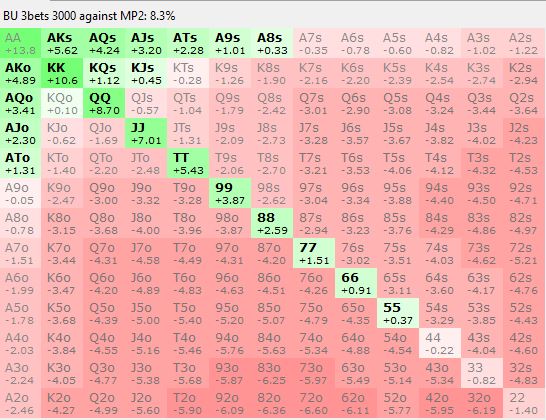 BU 3bets 3000 against MP2: 8.3%
AA AKs AQs AJs ATs A9s A8s A7s A6s A5s A4s A3s A2s
+13.8 +5.62 +4.24 +3.20 +2.28 +1.01 +0.33 -0.35 -0.78 -0.60 -0.82 -1.02 -1.22
AKo KK KQs KJs KTs K9s K8s K7s K6s K5s K4s K3s K2s
+4.89 +10.6 +1.12 +0.45 -0.28 -1.26 -1.90 -2.16 -2.20 -2.39 -2.54 -2.74 -2.94
AQo KQo QQ QJs QTs Q9s Q8s Q7s Q6s Q5s Q4s Q3s Q2s
+3.41 +0.10 +8.70 -0.57 -1.04 -1.79 -2.42 -3.01 -2.90 -3.08 -3.24 -3.44 -3.64
AJo KJo QJo JJ JTs J9s J8s J7s J6s J5s J4s J3s J2s
+2.30 -0.62 -1.69 +7.01 -1.31 -2.09 -2.73 -3.28 -3.57 -3.67 -3.82 -4.02 -4.23
ATo KTo QTo JTo TT T9s T8s T7s T6s T5s T4s T3s T2s
+1.31 -1.40 -2.20 -2.48 +5.43 -2.19 -2.70 -3.21 -3.53 -4.06 -4.12 -4.32 -4.53
A9o K9o Q9o J9o T9o 99 98s 97s 96s 95s 94s 93s 92s
-0.05 -2.47 -3.00 -3.32 -3.28 +3.87 -2.62 -3.04 -3.34 -3.88 -4.40 -4.50 -4.71
A8o K8o Q8o J8o T8o 98o 88 87s 86s 85s 84s 83s 82s
-0.78 -3.15 -3.68 -4.00 -3.96 -3.87 +2.59 -2.94 -3.23 -3.76 -4.29 -4.86 -4.97
A7o K7o Q7o J7o T7o 97o 87o 77 76s 75s 74s 73s 72s
-1.51 -3.44 -4.31 -4.58 -4.49 -4.31 -4.20 +1.51 -3.02 -3.51 -4.03 -4.62 -5.21
A6o K6o Q6o J6o T6o 96o 86o 76o 66 65s 64s 63s 62s
-1.99 -3.47 -4.20 -4.89 -4.83 -4.63 -4.51 -4.26 +0.91 -3.11 -3.60 -4.17 -4.76
A5o K5o Q5o J5o T5o 95o 85o 75o 65o 55 54s 53s 52s
-1.78 -3.68 -4.39 -5.00 -5.40 -5.20 -5.07 -4.79 -4.35 +0.37 -3.29 -3.85 -4.43
A4o K4o Q4o J4o T4o 94o 84o 74o 64o 54o 44 43s 42s
-2.03 -3.84 -4.55 -5.16 -5.46 -5.76 -5.63 -5.34 -4.88 -4.54 -0.22 -4.04 -4.60
A3o K3o Q3o J3o T3o 93o 83o 73o 63o 53o 43o 33 32s
-2.24 -4.05 -4.77 -5.38 -5.68 -5.87 -6.25 -5.97 -5.49 -5.14 -5.34 -0.82 -4.83
A2o K2o Q2o J2o T2o 92o 82o 72o 62o 52o 42o 32o 22
-2.46 -4.27 -4.99 -5.60 -5.90 -6.09 -6.36 -6.60 -6.11 -5.77 -5.95 -6.19 -1.40